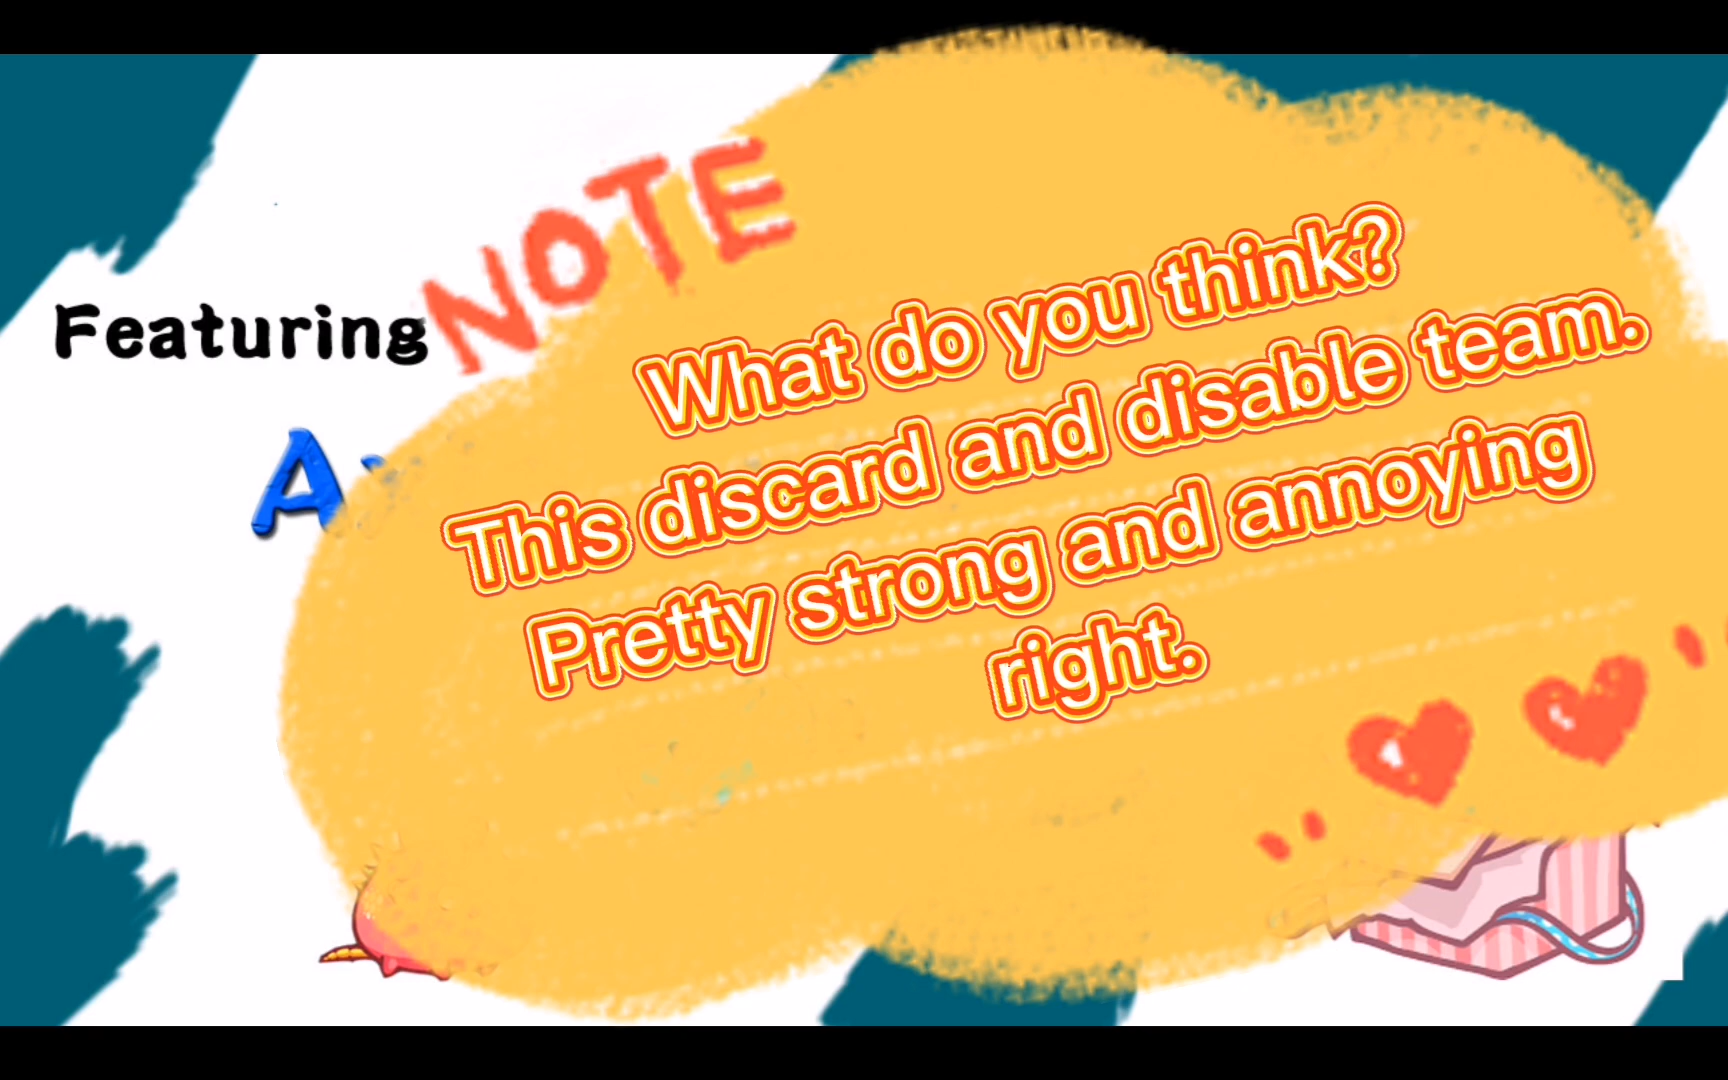 Featuring
NOTE
What do you think?
This discard and disable team.
Pretty strong and annoying
right.